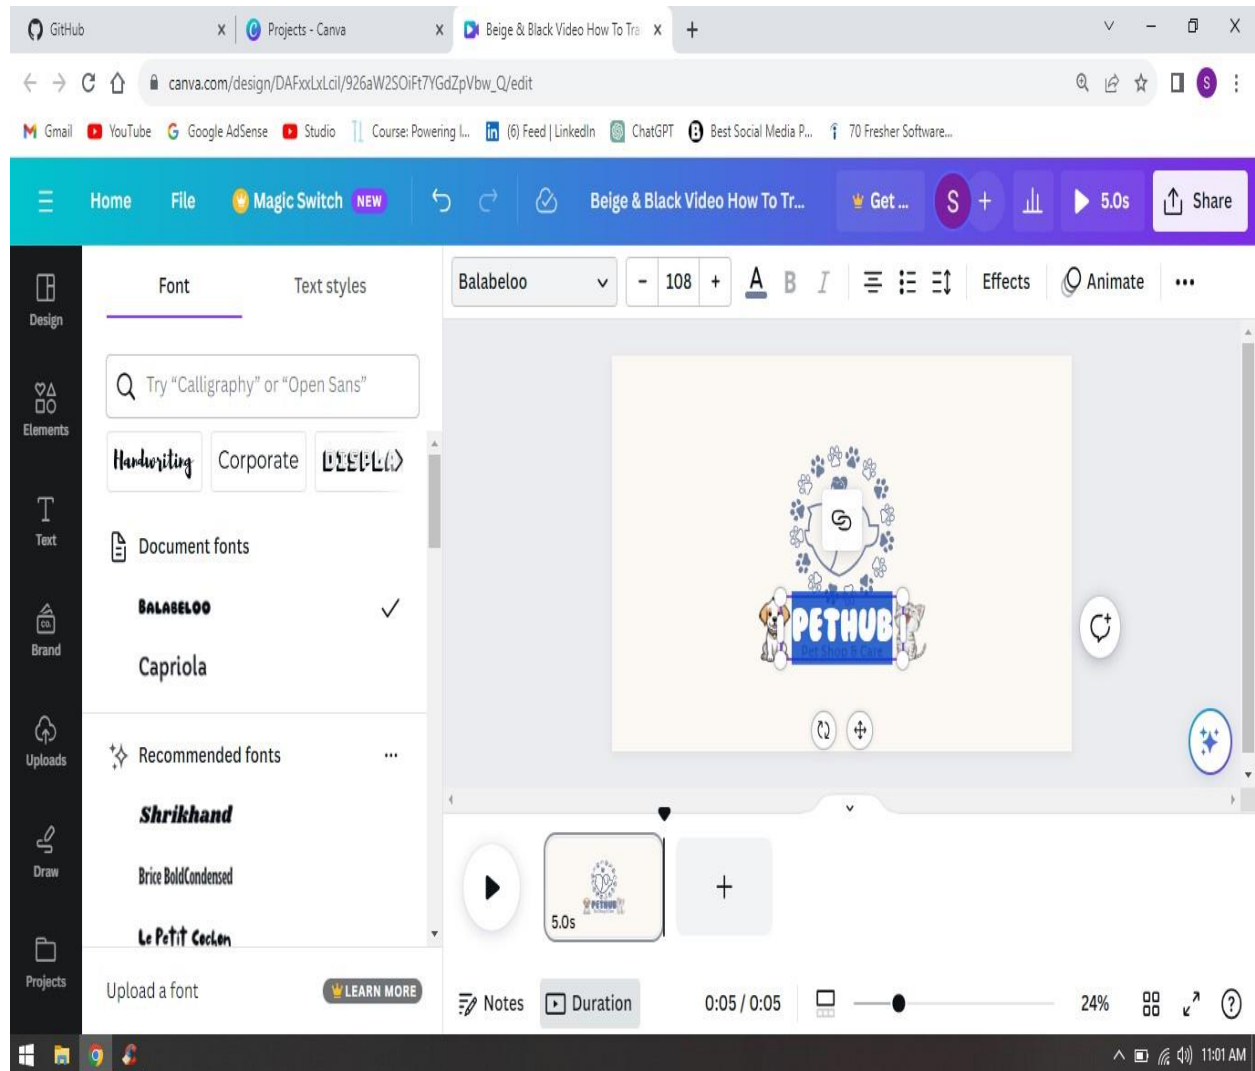 GitHub
Projects - Canva
Beige & Black Video How To Tra
canva.com/design/DAFxxLxLciI/926aW2SOiFt7YGdZpVbw_Q/edit
S
Gmail
YouTube
Google AdSense
Studio
Course: Powering I...
(6) Feed | LinkedIn
ChatGPT
Best Social Media P...
70 Fresher Software...
Home
File
Magic Switch NEW
Beige & Black Video How To Tr...
Get ...
S
5.0s
Share
Design
Elements
Text
Brand
CO.
Uploads
Draw
Projects
Font
Text styles
Try “Calligraphy” or “Open Sans”
Handwriting
Corporate
DISPLA
Document fonts
BALABELOO
Capriola
Recommended fonts
Shrikhand
Brice BoldCondensed
Le Petit Cochon
Upload a font
LEARN MORE
Balabeloo
- 108 +
A B I
Effects
Animate
PETHUB
Pet Shop & Care
PETHUB
5.0s
Notes
Duration
0:05 / 0:05
24%
11:01 AM